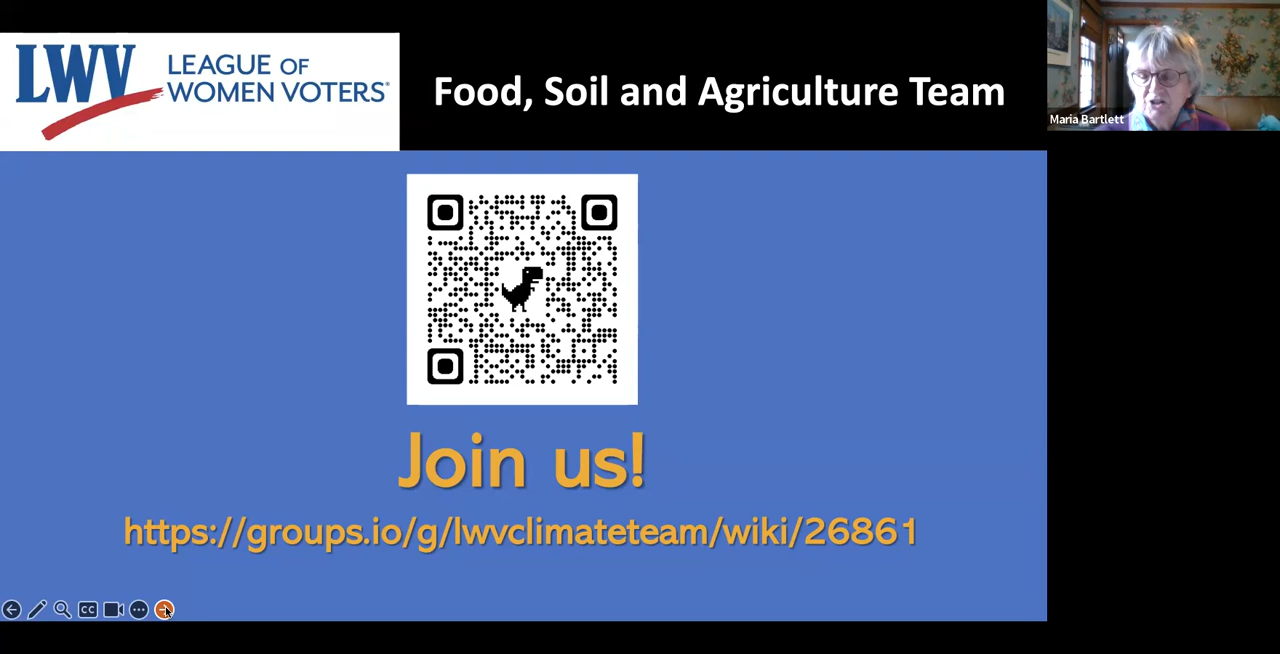 LWV
LEAGUE OF
WOMEN VOTERS®
Food, Soil and Agriculture Team
Maria Bartlett
Join us!
https://groups.io/g/lwvclimateteam/wiki/26861
CC